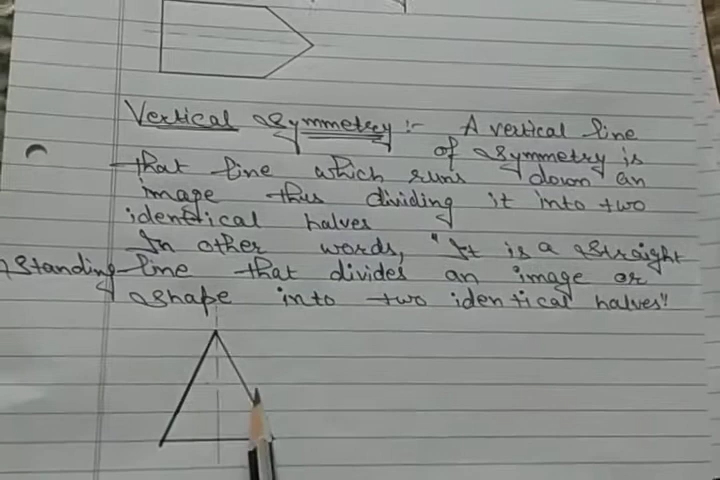 Vertical symmetry :- A vertical line
of symmetry is
that line which runs down an
image thus dividing it into two
identical halves
In other words, "It is a straight
standing line that divides an image or
shape into two identical halves"